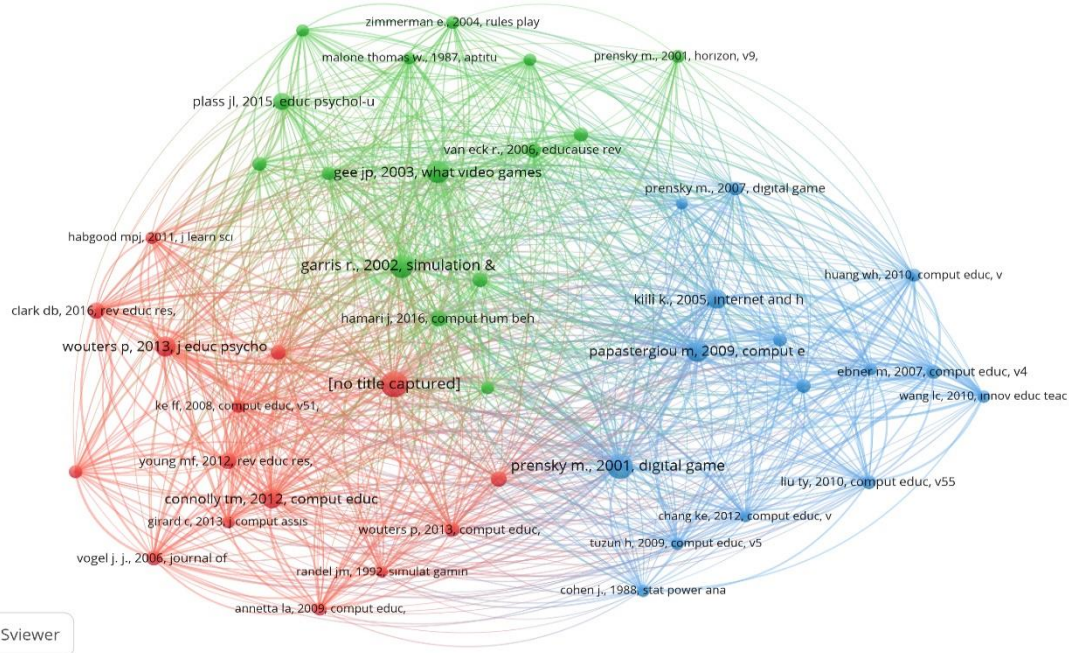 zimmerman e., 2004, rules play
malone thomas w., 1987, aptitu
prensky m., 2001, horizon, v9,
plass jl, 2015, educ psychol-u
van eck r., 2006, educause rev
gee jp, 2003, what video games
prensky m., 2007, digital game
habgood mpj, 2011, j learn sci
garris r., 2002, simulation &
huang wh, 2010, comput educ, v
killi k., 2005, internet and h
clark db, 2016, rev educ res,
hamari j, 2016, comput hum beh
wouters p, 2013, j educ psycho
papastergiou m, 2009, comput e
ebner m, 2007, comput educ, v4
[no title captured]
wang lc, 2010, innov educ teac
ke ff, 2008, comput educ, v51,
young mf, 2012, rev educ res,
prensky m., 2001, digital game
liu ty, 2010, comput educ, v55
connolly tm, 2012, comput educ
chang ke, 2012, comput educ, v
girard c, 2013, j comput assis
wouters p, 2013, comput educ,
tuzun h, 2009, comput educ, v5
vogel j. j., 2006, journal of
randel jm, 1992, simulat gamin
cohen j., 1988, stat power ana
annetta la, 2009, comput educ,
Sviewer